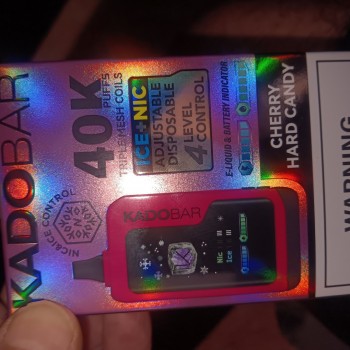 KADOBAR
40K
PUFFS
TRIPLE MESH COILS
ICE+NIC
ADJUSTABLE
DISPOSABLE
4 LEVEL
CONTROL
E-LIQUID & BATTERY INDICATOR
CHERRY
HARD CANDY
NIC&ICE CONTROL
KADOBAR
K
Nic
Ice
WARNING